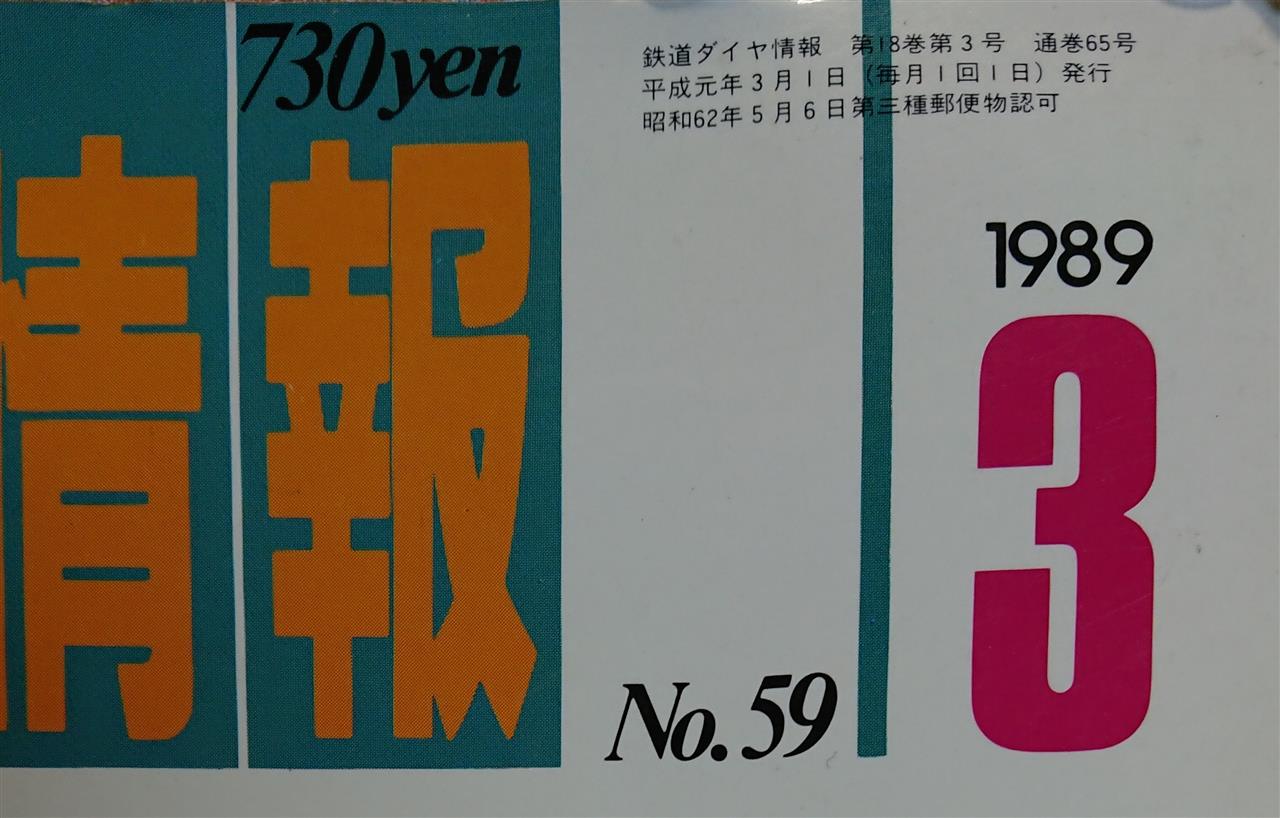 730yen
情報
鉄道ダイヤ情報 第18巻第3号 通巻65号
平成元年3月1日（毎月1回1日）発行
昭和62年5月6日第三種郵便物認可
1989
3
No.59